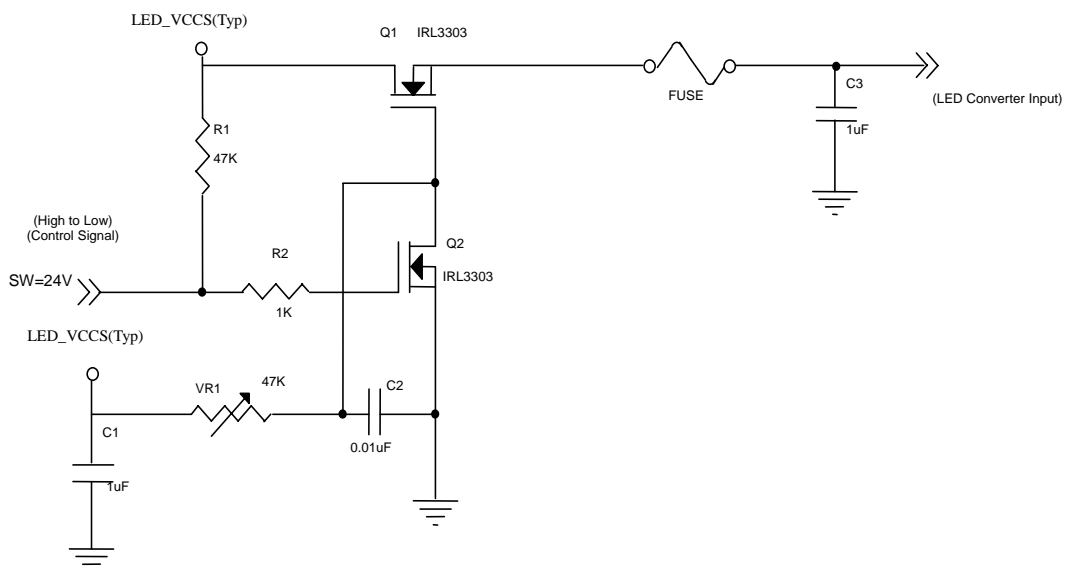 LED_VCCS(Typ)
Q1 IRL3303
FUSE
C3
1uF
(LED Converter Input)
R1
47K
(High to Low)
(Control Signal)
SW=24V
R2
1K
Q2
IRL3303
LED_VCCS(Typ)
VR1
47K
C2
0.01uF
C1
1uF